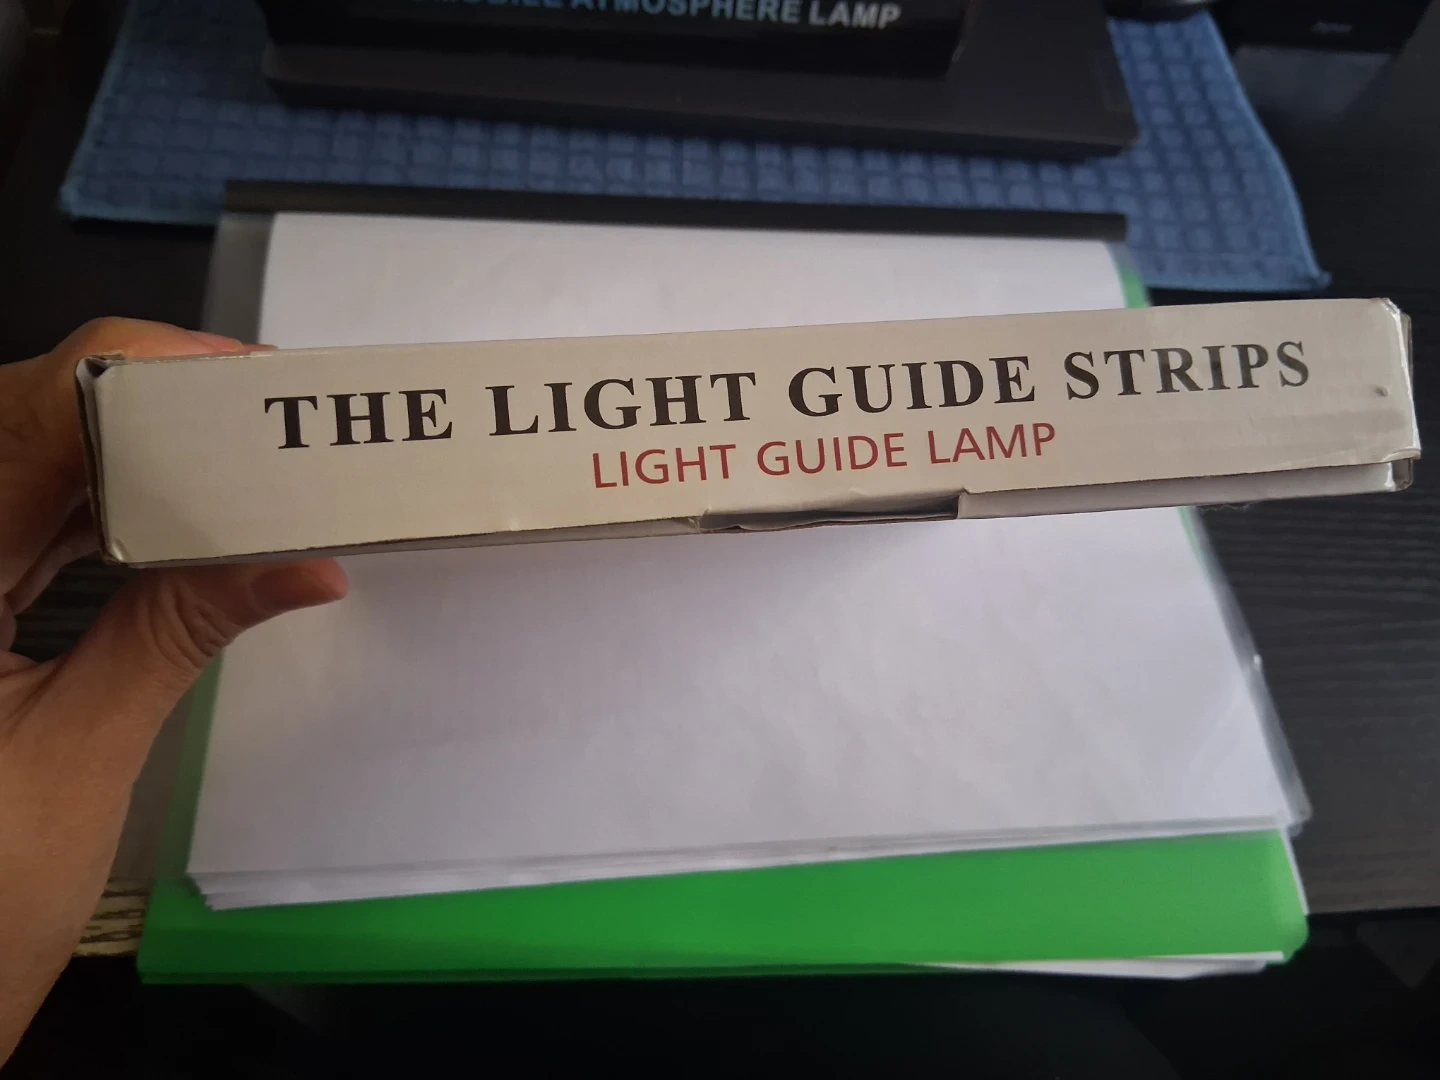 ATMOSPHERE LAMP
THE LIGHT GUIDE STRIPS
LIGHT GUIDE LAMP